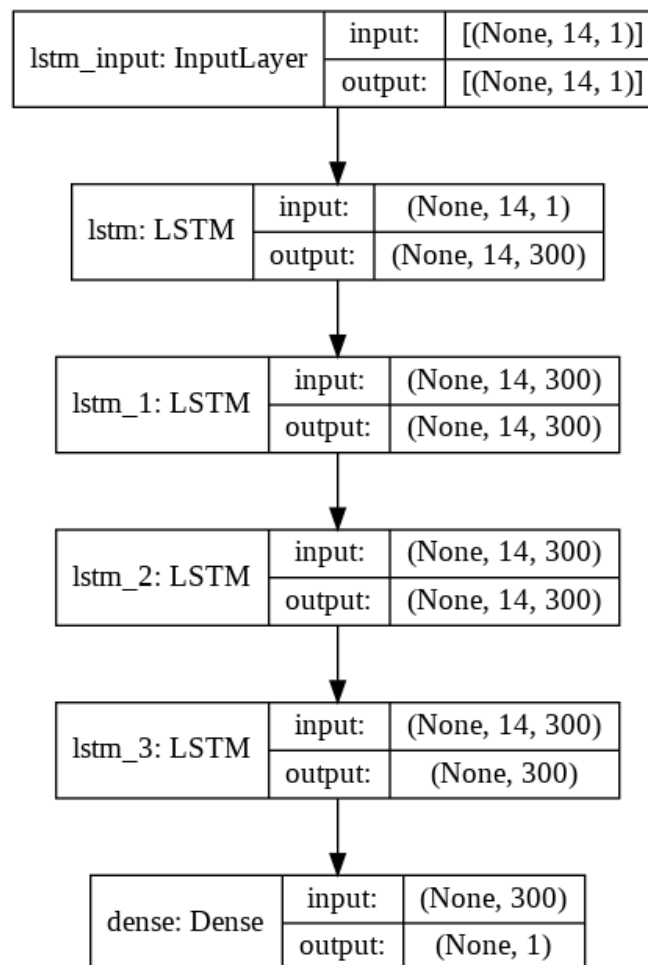 lstm_input: InputLayer
input: [(None, 14, 1)]
output: [(None, 14, 1)]
lstm: LSTM
input: (None, 14, 1)
output: (None, 14, 300)
lstm_1: LSTM
input: (None, 14, 300)
output: (None, 14, 300)
lstm_2: LSTM
input: (None, 14, 300)
output: (None, 14, 300)
lstm_3: LSTM
input: (None, 14, 300)
output: (None, 300)
dense: Dense
input: (None, 300)
output: (None, 1)